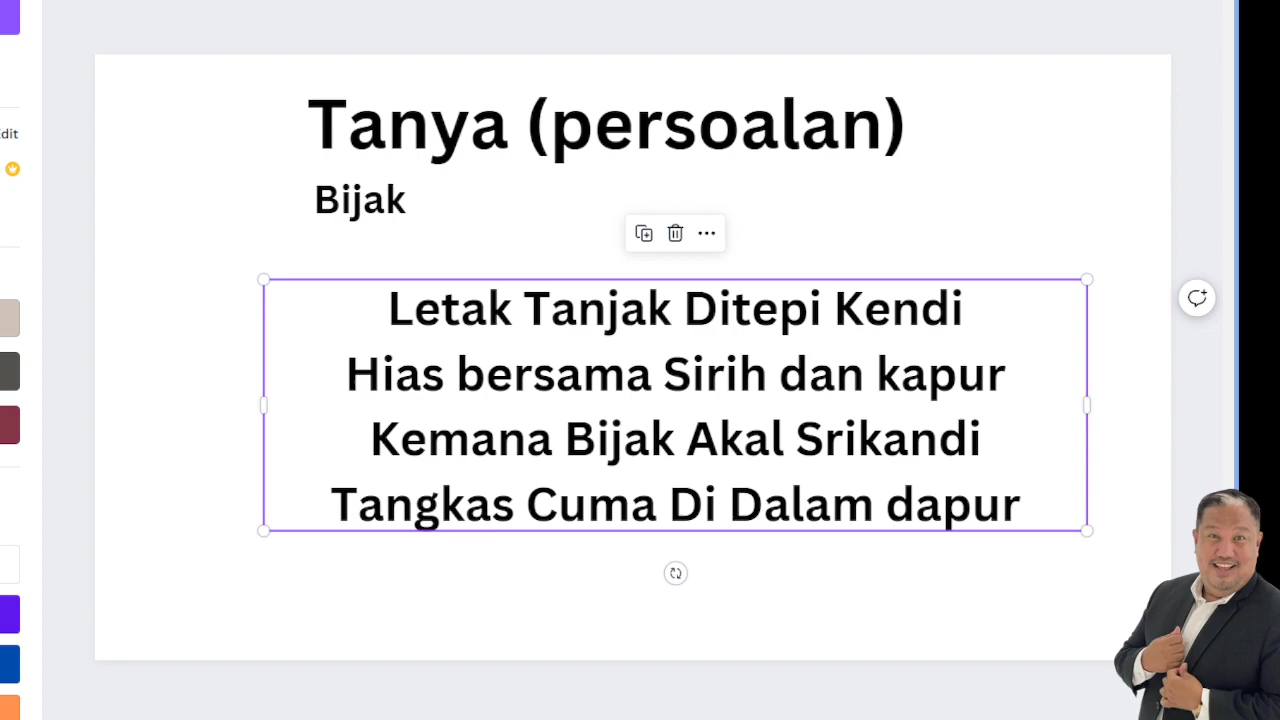 Edit
Tanya (persoalan)
Bijak
Letak Tanjak Ditepi Kendi
Hias bersama Sirih dan kapur
Kemana Bijak Akal Srikandi
Tangkas Cuma Di Dalam dapur